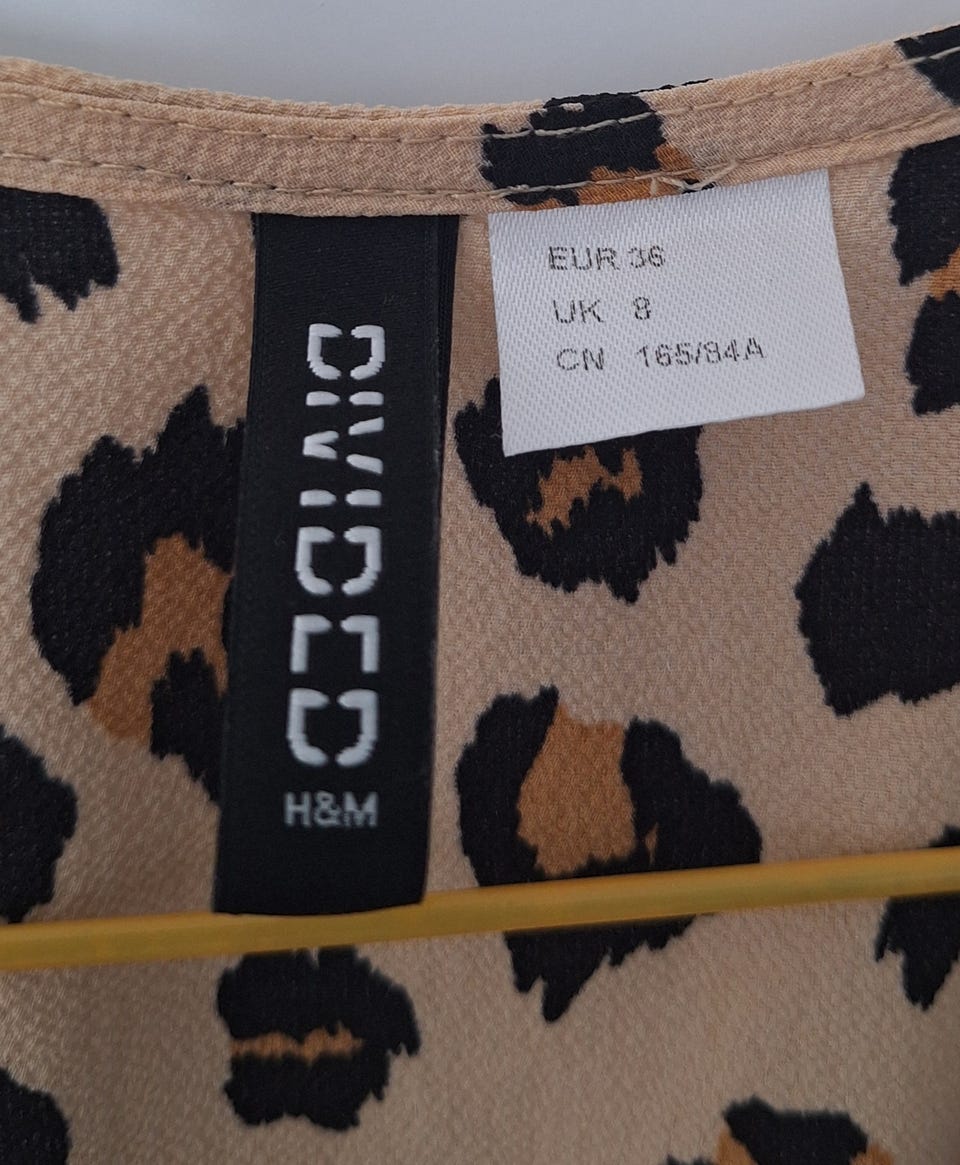 DIVIDED
H&M
EUR 36
UK 8
CN 165/84A